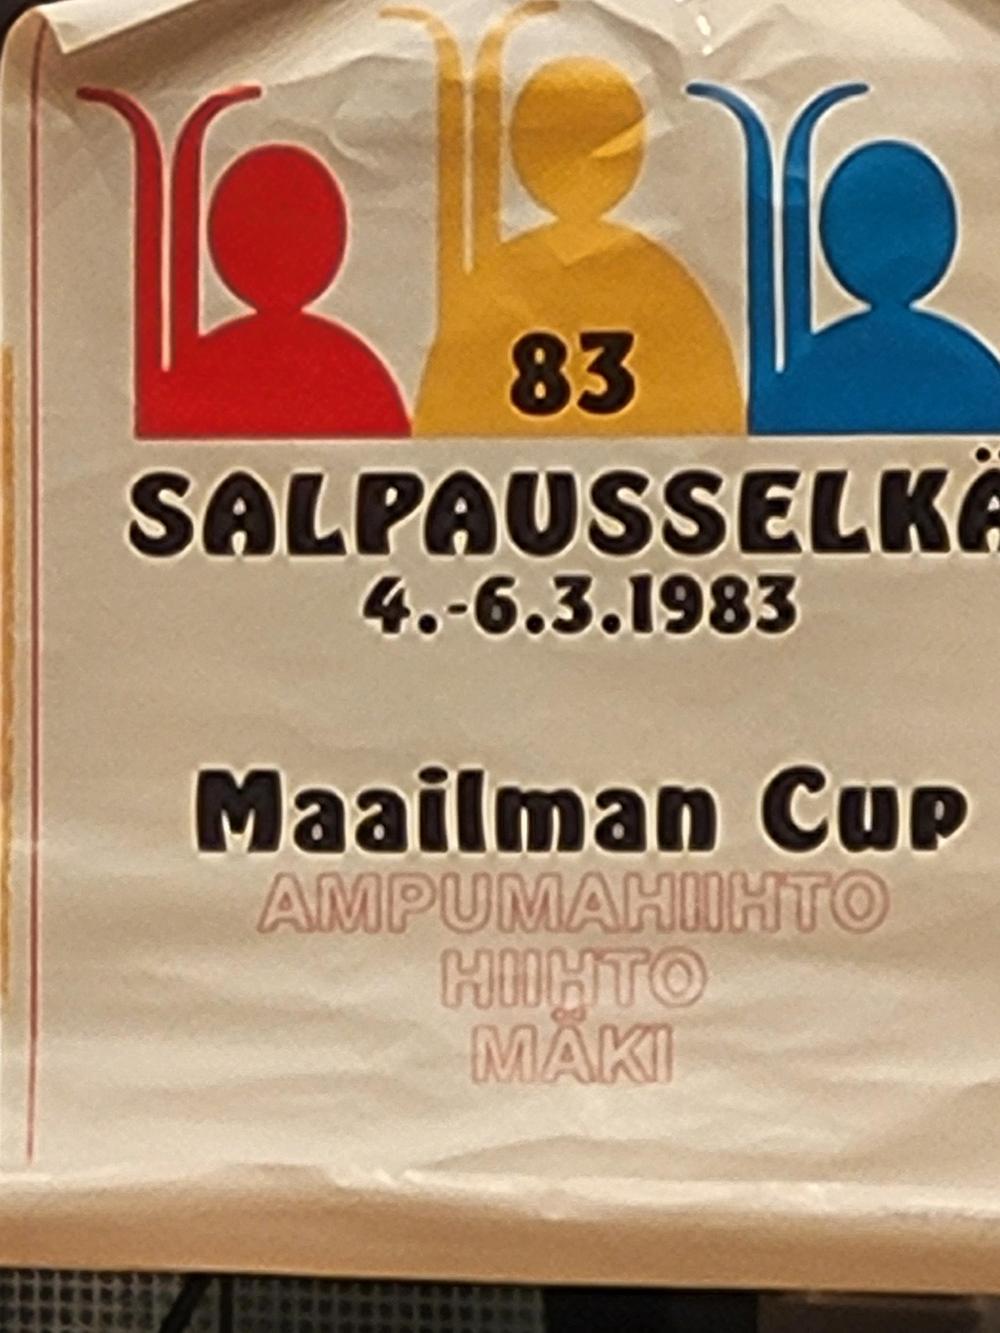 83
SALPAUSSELKÄ
4.-6.3.1983
Maailman Cup
AMPUMAHIIHTO
HIIHTO
MÄKI